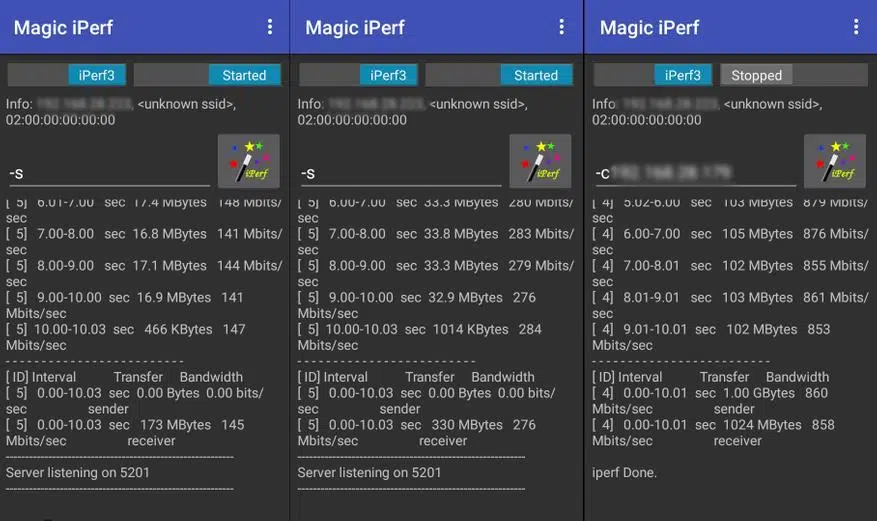 Magic iPerf
iPerf3 Started
Info: , <unknown ssid>,
02:00:00:00:00:00
-s
iPerf
[ 5] 6.01-7.00 sec 17.4 MBytes 148 Mbits/
sec
[ 5] 7.00-8.00 sec 16.8 MBytes 141 Mbits/
sec
[ 5] 8.00-9.00 sec 17.1 MBytes 144 Mbits/
sec
[ 5] 9.00-10.00 sec 16.9 MBytes 141
Mbits/sec
[ 5] 10.00-10.03 sec 466 KBytes 147
Mbits/sec
- - - - - - - - - - - - - - - - - - - - - - - - -
[ ID] Interval Transfer Bandwidth
[ 5] 0.00-10.03 sec 0.00 Bytes 0.00 bits/
sec sender
[ 5] 0.00-10.03 sec 173 MBytes 145
Mbits/sec receiver
-----------------------------------------------------------
Server listening on 5201
-----------------------------------------------------------
Magic iPerf
iPerf3 Started
Info: , <unknown ssid>,
02:00:00:00:00:00
-s
iPerf
[ 5] 6.00-7.00 sec 33.3 MBytes 280 Mbits/
sec
[ 5] 7.00-8.00 sec 33.8 MBytes 283 Mbits/
sec
[ 5] 8.00-9.00 sec 33.3 MBytes 279 Mbits/
sec
[ 5] 9.00-10.00 sec 32.9 MBytes 276
Mbits/sec
[ 5] 10.00-10.03 sec 1014 KBytes 284
Mbits/sec
- - - - - - - - - - - - - - - - - - - - - - - - -
[ ID] Interval Transfer Bandwidth
[ 5] 0.00-10.03 sec 0.00 Bytes 0.00 bits/
sec sender
[ 5] 0.00-10.03 sec 330 MBytes 276
Mbits/sec receiver
-----------------------------------------------------------
Server listening on 5201
-----------------------------------------------------------
Magic iPerf
iPerf3 Stopped
Info: , <unknown ssid>,
02:00:00:00:00:00
-c
iPerf
[ 4] 5.02-6.00 sec 103 MBytes 879 Mbits/
sec
[ 4] 6.00-7.00 sec 105 MBytes 876 Mbits/
sec
[ 4] 7.00-8.01 sec 102 MBytes 855 Mbits/
sec
[ 4] 8.01-9.01 sec 103 MBytes 861 Mbits/
sec
[ 4] 9.01-10.01 sec 102 MBytes 853
Mbits/sec
- - - - - - - - - - - - - - - - - - - - - - - - -
[ ID] Interval Transfer Bandwidth
[ 4] 0.00-10.01 sec 1.00 GBytes 860
Mbits/sec sender
[ 4] 0.00-10.01 sec 1024 MBytes 858
Mbits/sec receiver
iperf Done.